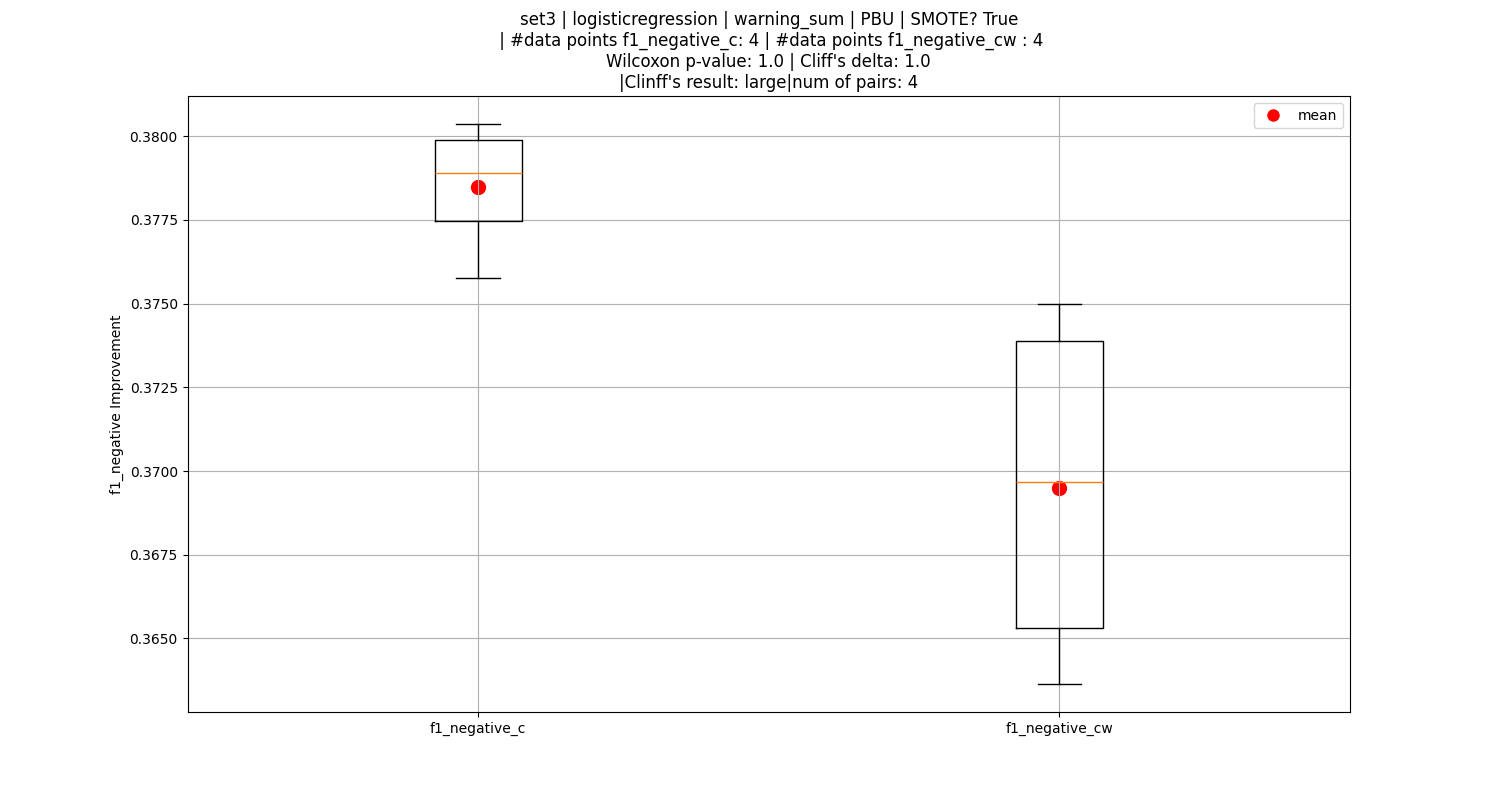 set3 | logisticregression | warning_sum | PBU | SMOTE? True
| #data points f1_negative_c: 4 | #data points f1_negative_cw : 4
Wilcoxon p-value: 1.0 | Cliff's delta: 1.0
|Clinff's result: large|num of pairs: 4
mean
0.3800
0.3775
0.3750
0.3725
0.3700
0.3675
0.3650
f1_negative Improvement
f1_negative_c
f1_negative_cw